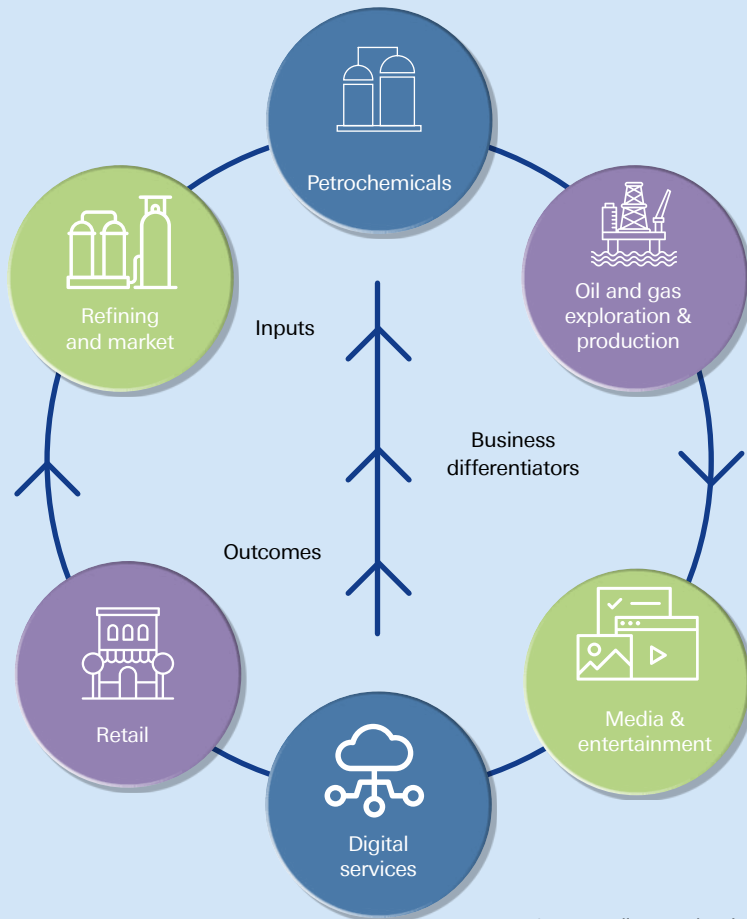 Petrochemicals
Refining
and market
Oil and gas
exploration &
production
Inputs
Business
differentiators
Outcomes
Retail
Media &
entertainment
Digital
services